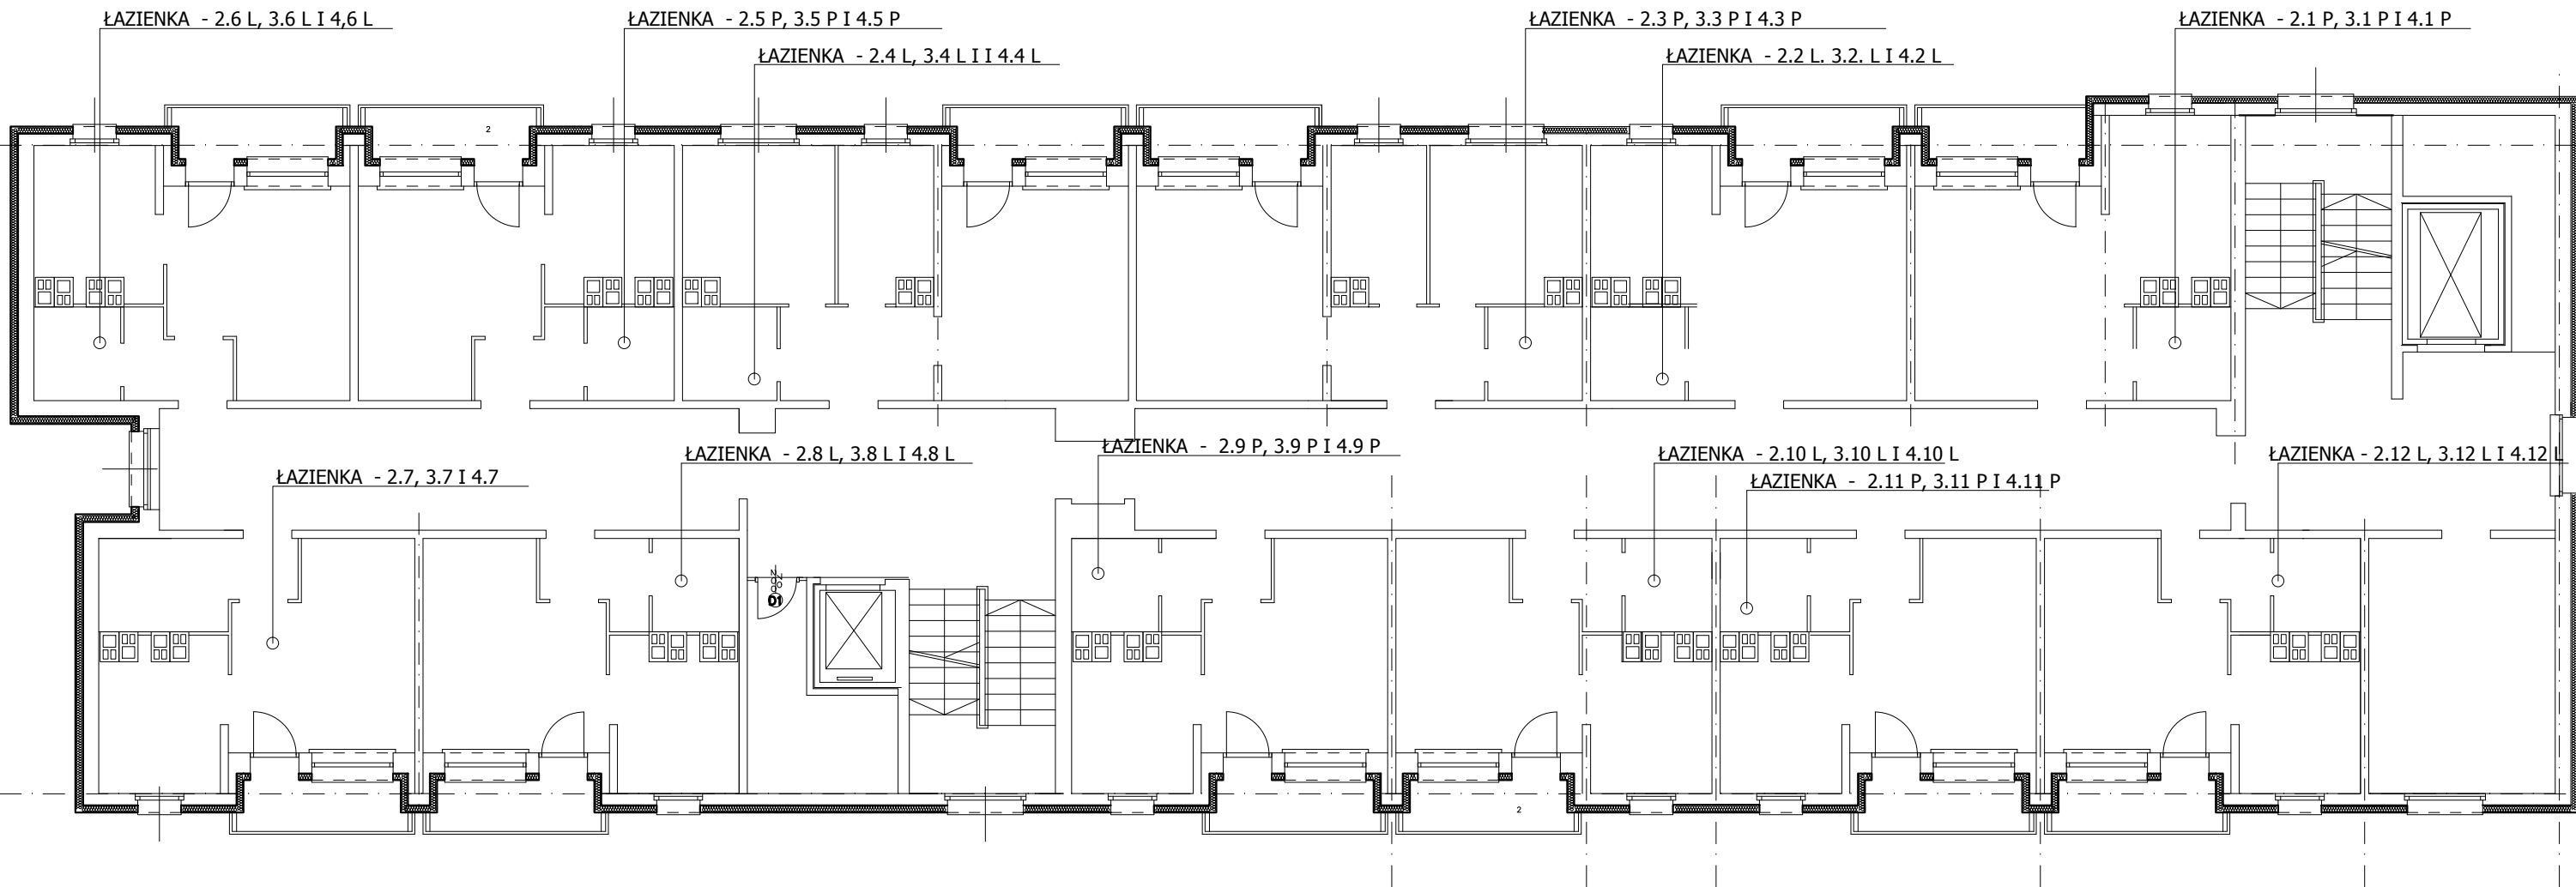 ŁAZIENKA - 2.6 L, 3.6 L I 4,6 L
ŁAZIENKA - 2.5 P, 3.5 P I 4.5 P
ŁAZIENKA - 2.3 P, 3.3 P I 4.3 P
ŁAZIENKA - 2.1 P, 3.1 P I 4.1 P
ŁAZIENKA - 2.4 L, 3.4 L I I 4.4 L
ŁAZIENKA - 2.2 L. 3.2. L I 4.2 L
2
ŁAZIENKA - 2.7, 3.7 I 4.7
ŁAZIENKA - 2.8 L, 3.8 L I 4.8 L
ŁAZIENKA - 2.9 P, 3.9 P I 4.9 P
ŁAZIENKA - 2.10 L, 3.10 L I 4.10 L
ŁAZIENKA - 2.11 P, 3.11 P I 4.11 P
ŁAZIENKA - 2.12 L, 3.12 L I 4.12 L
D1
2